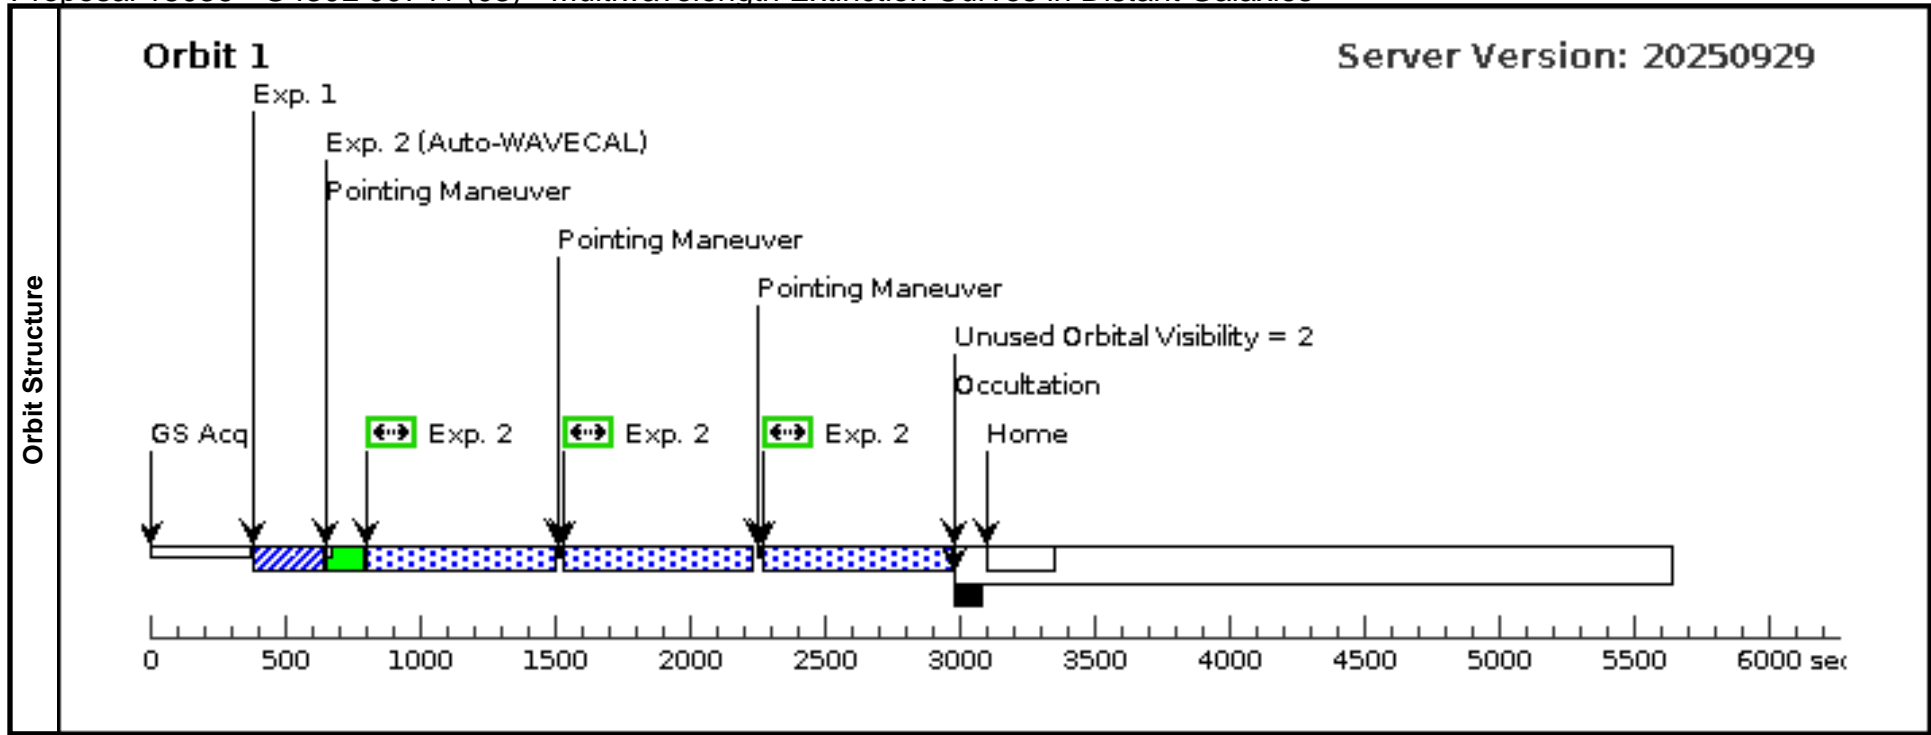 Orbit 1
Server Version: 20250929
Exp. 1
Exp. 2 (Auto-WAVECAL)
Pointing Maneuver
Pointing Maneuver
Pointing Maneuver
Unused Orbital Visibility = 2
Occultation
GS Acq
Exp. 2
Exp. 2
Exp. 2
Home
Orbit Structure
0 500 1000 1500 2000 2500 3000 3500 4000 4500 5000 5500 6000 sec